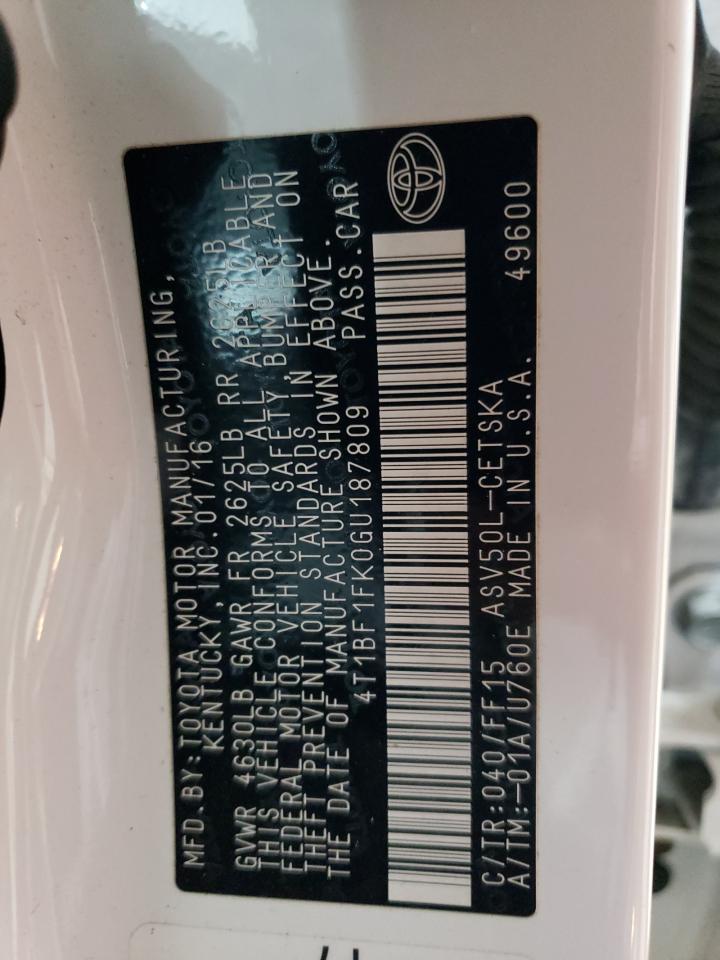 MFD.BY:TOYOTA MOTOR MANUFACTURING,
KENTUCKY, INC.01/16
GVWR 4630LB GAWR FR 2625LB RR 2625LB
THIS VEHICLE CONFORMS TO ALL APPLICABLE
FEDERAL MOTOR VEHICLE SAFETY,BUMPER,AND
THEFT PREVENTION STANDARDS IN EFFECT ON
THE DATE OF MANUFACTURE SHOWN ABOVE.
4T1BF1FK0GU187809 PASS.CAR
C/TR:040/FF15 ASV50L-CETSKA
A/TM:-01A/U760E MADE IN U.S.A. 49600